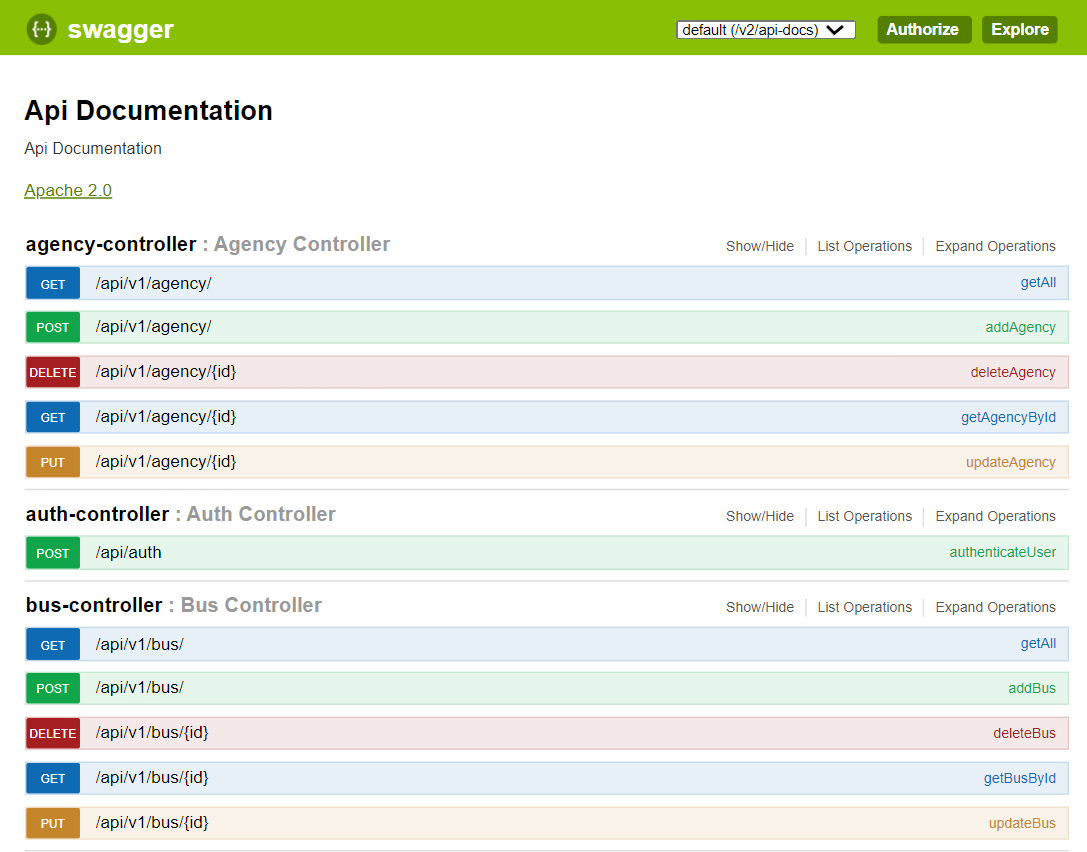 {···} swagger default (/v2/api-docs) Authorize Explore
Api Documentation
Api Documentation
Apache 2.0
agency-controller : Agency Controller Show/Hide List Operations Expand Operations
GET /api/v1/agency/ getAll
POST /api/v1/agency/ addAgency
DELETE /api/v1/agency/{id} deleteAgency
GET /api/v1/agency/{id} getAgencyById
PUT /api/v1/agency/{id} updateAgency
auth-controller : Auth Controller Show/Hide List Operations Expand Operations
POST /api/auth authenticateUser
bus-controller : Bus Controller Show/Hide List Operations Expand Operations
GET /api/v1/bus/ getAll
POST /api/v1/bus/ addBus
DELETE /api/v1/bus/{id} deleteBus
GET /api/v1/bus/{id} getBusById
PUT /api/v1/bus/{id} updateBus